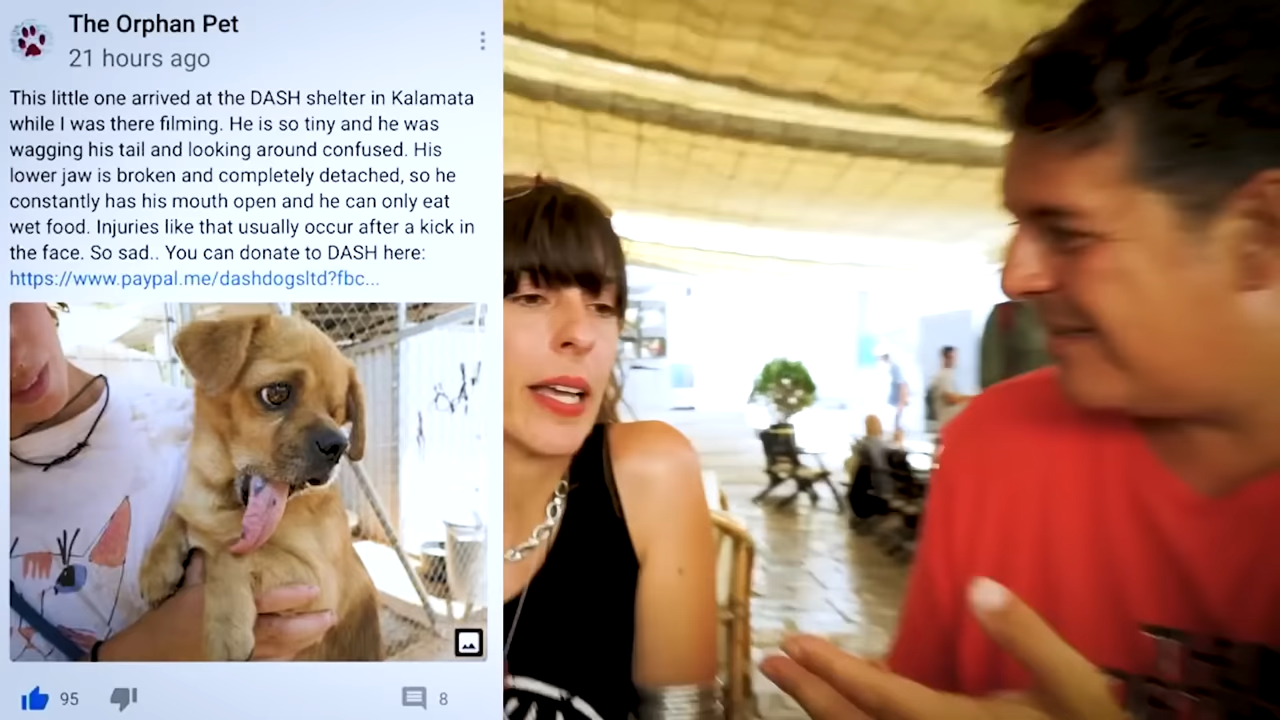 The Orphan Pet
21 hours ago
This little one arrived at the DASH shelter in Kalamata
while I was there filming. He is so tiny and he was
wagging his tail and looking around confused. His
lower jaw is broken and completely detached, so he
constantly has his mouth open and he can only eat
wet food. Injuries like that usually occur after a kick in
the face. So sad.. You can donate to DASH here:
https://www.paypal.me/dashdogsltd?fbc...
95
8